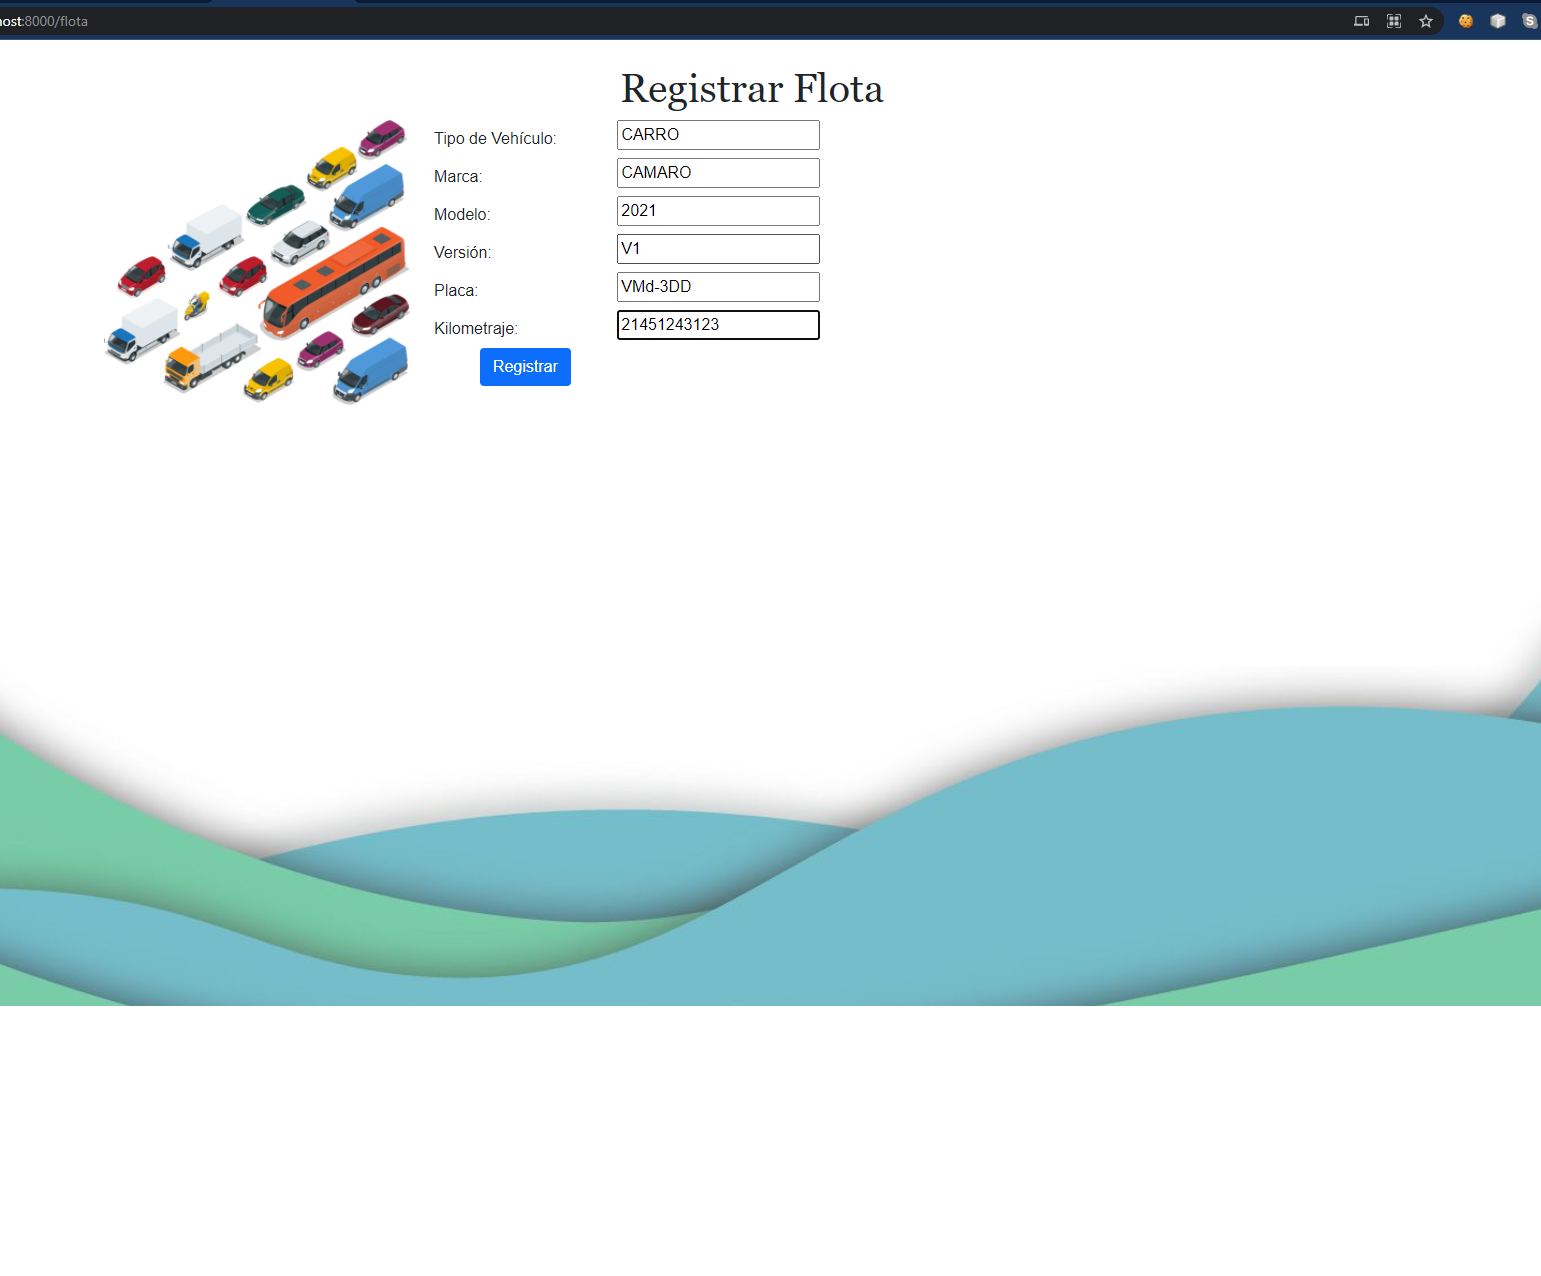 ost:8000/flota
Registrar Flota
Tipo de Vehículo: CARRO
Marca: CAMARO
Modelo: 2021
Versión: V1
Placa: VMd-3DD
Kilometraje: 21451243123
Registrar